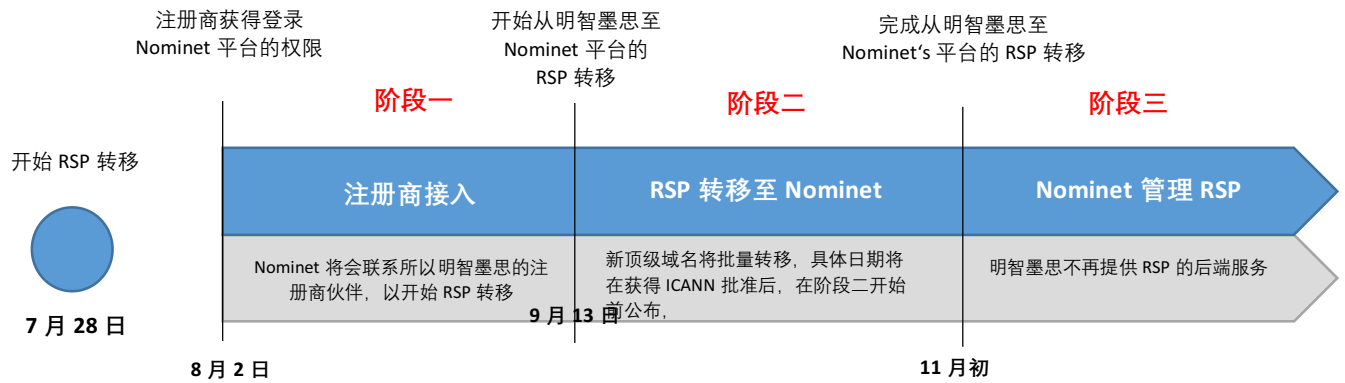 注册商获得登录
Nominet 平台的权限
开始从明智墨思至
Nominet 平台的
RSP 转移
完成从明智墨思至
Nominet‘s 平台的 RSP 转移
阶段一
阶段二
阶段三
开始 RSP 转移
注册商接入
RSP 转移至 Nominet
Nominet 管理 RSP
Nominet 将会联系所以明智墨思的注
册商伙伴，以开始 RSP 转移
新顶级域名将批量转移，具体日期将
在获得 ICANN 批准后，在阶段二开始
前公布，
明智墨思不再提供 RSP 的后端服务
7 月 28 日
8 月 2 日
9 月 13 日
11 月初